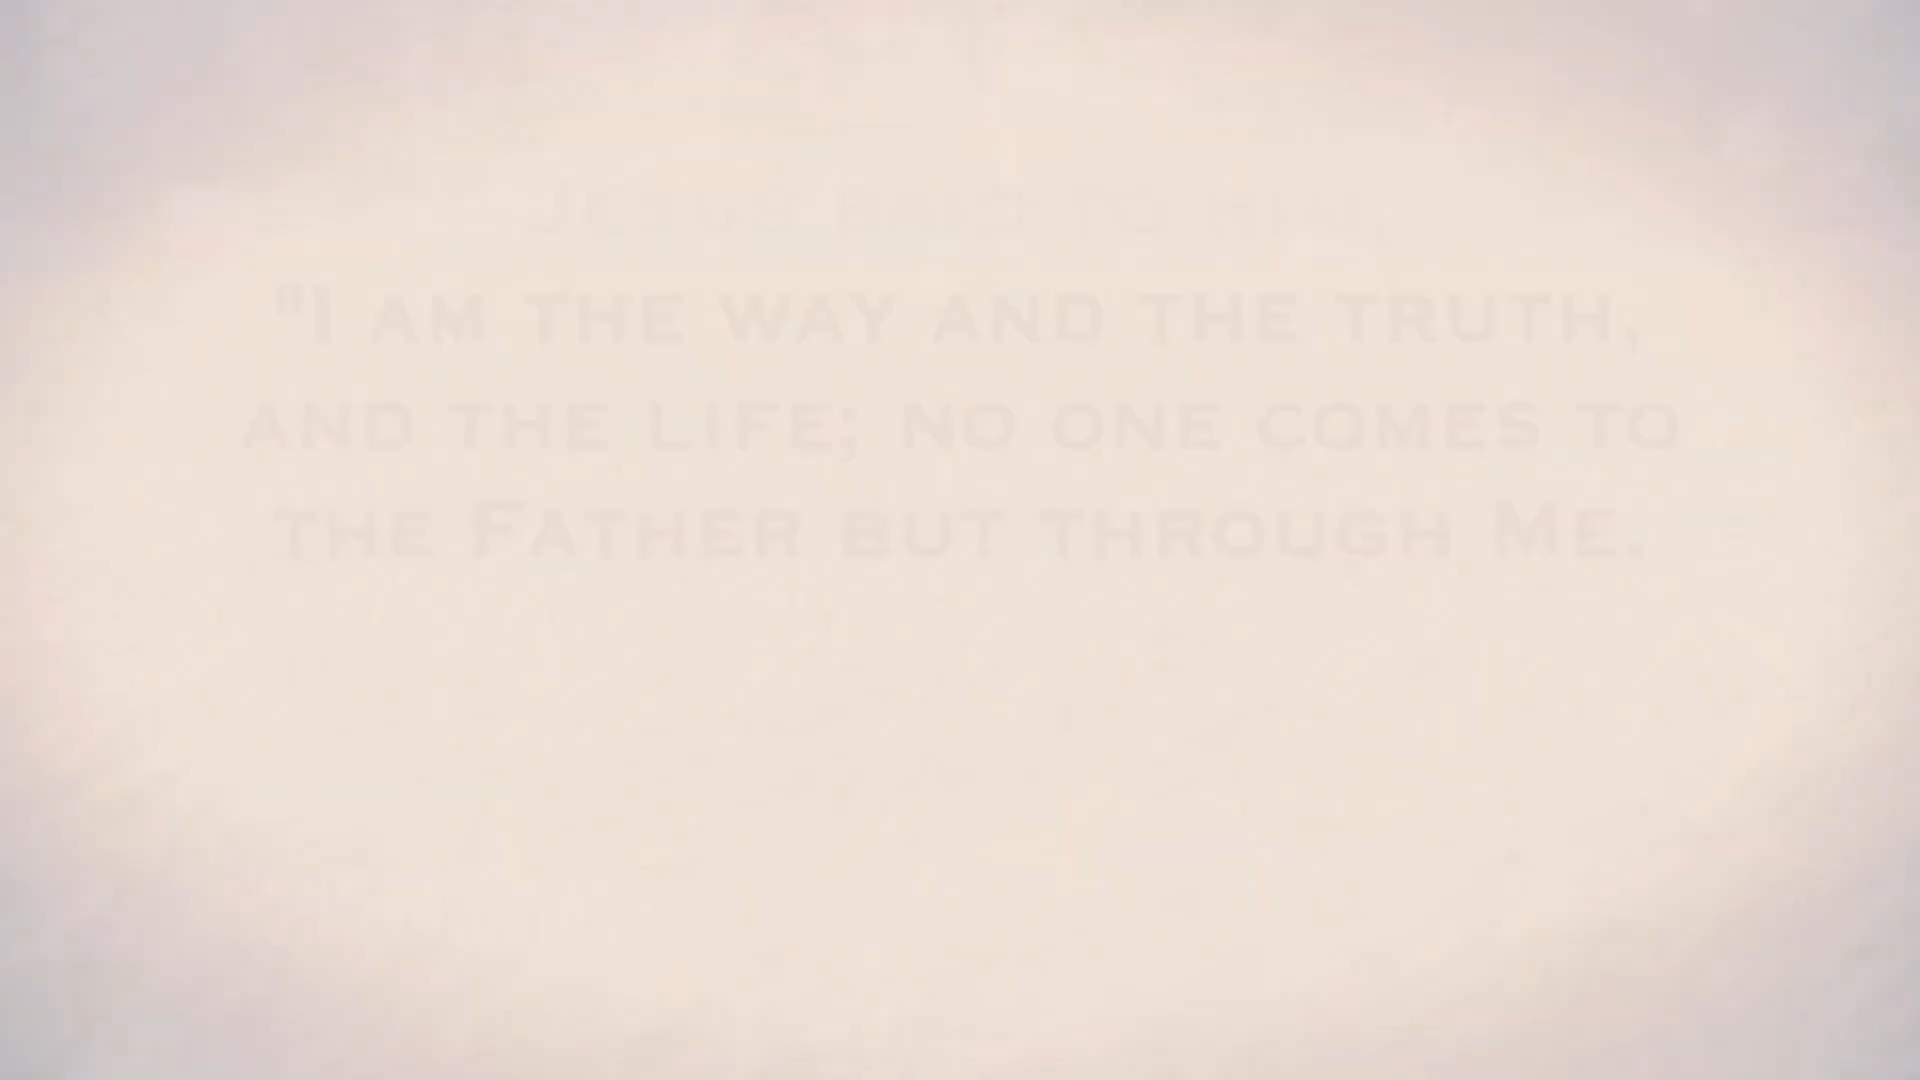 Jesus said to him,
"I am the way and the truth,
and the life; no one comes to
the Father but through Me.